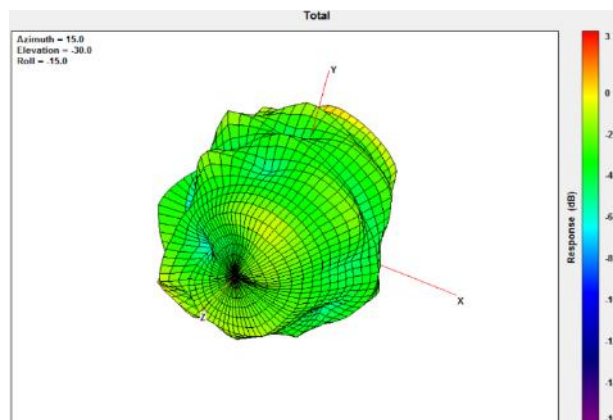 Total
Azimuth = 15.0
Elevation = -30.0
Roll = -15.0
Y
X
Z
3
0
-2
-4
-6
-8
Response (dB)